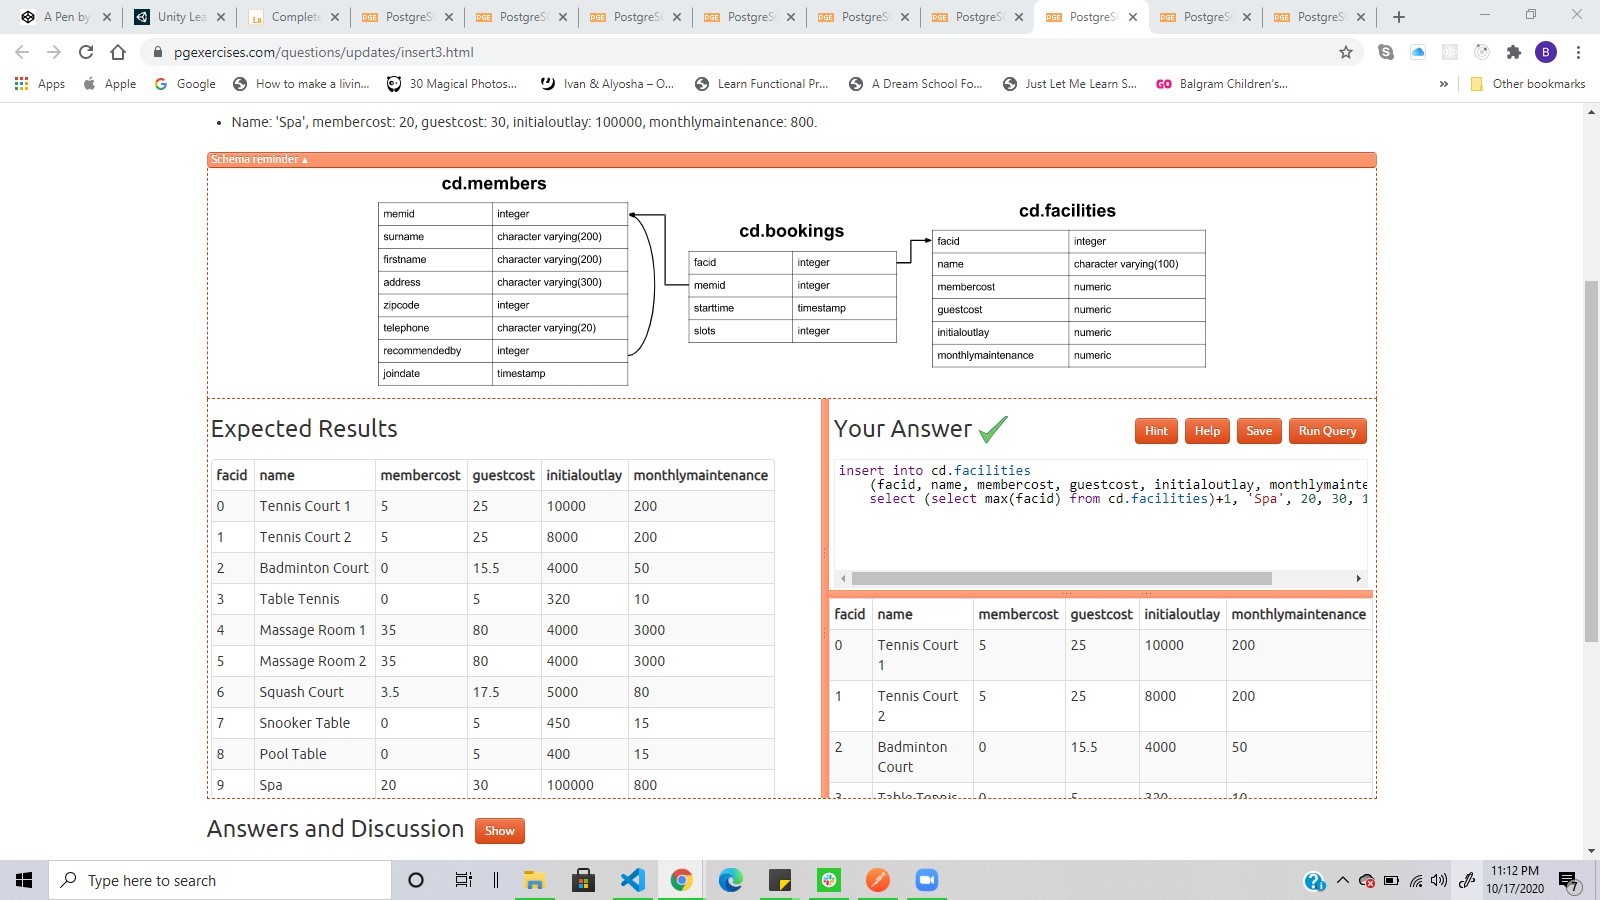 A Pen by
Unity Lea
Complete
PostgreS
PostgreS
PostgreS
PostgreS
PostgreS
PostgreS
PostgreS
PostgreS
PostgreS
pgexercises.com/questions/updates/insert3.html
B
Apps
Apple
Google
How to make a livin...
30 Magical Photos...
Ivan & Alyosha – O...
Learn Functional Pr...
A Dream School Fo...
Just Let Me Learn S...
GO Balgram Children's...
»
Other bookmarks
• Name: 'Spa', membercost: 20, guestcost: 30, initialoutlay: 100000, monthlymaintenance: 800.
Schema reminder ▲
cd.members
memid integer
surname character varying(200)
firstname character varying(200)
address character varying(300)
zipcode integer
telephone character varying(20)
recommendedby integer
joindate timestamp
cd.bookings
facid integer
memid integer
starttime timestamp
slots integer
cd.facilities
facid integer
name character varying(100)
membercost numeric
guestcost numeric
initialoutlay numeric
monthlymaintenance numeric
Expected Results
facid name membercost guestcost initialoutlay monthlymaintenance
0 Tennis Court 1 5 25 10000 200
1 Tennis Court 2 5 25 8000 200
2 Badminton Court 0 15.5 4000 50
3 Table Tennis 0 5 320 10
4 Massage Room 1 35 80 4000 3000
5 Massage Room 2 35 80 4000 3000
6 Squash Court 3.5 17.5 5000 80
7 Snooker Table 0 5 450 15
8 Pool Table 0 5 400 15
9 Spa 20 30 100000 800
Your Answer
Hint
Help
Save
Run Query
insert into cd.facilities
(facid, name, membercost, guestcost, initialoutlay, monthlymainte
select (select max(facid) from cd.facilities)+1, 'Spa', 20, 30, 1
facid name membercost guestcost initialoutlay monthlymaintenance
0 Tennis Court 1 5 25 10000 200
1 Tennis Court 2 5 25 8000 200
2 Badminton Court 0 15.5 4000 50
3 Table Tennis 0 5 320 10
Answers and Discussion
Show
Type here to search
11:12 PM
10/17/2020
7